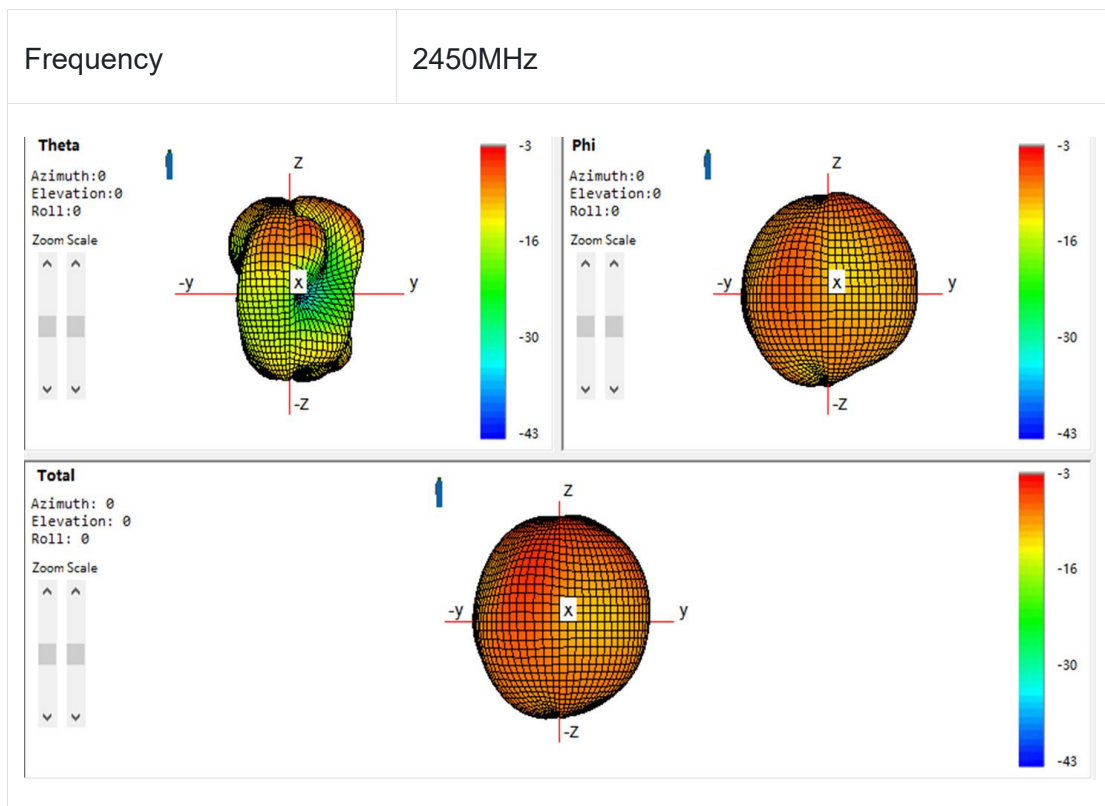 Frequency 2450MHz
Theta
Azimuth:0
Elevation:0
Roll:0
Zoom Scale
Z
-y
X
y
-Z
-3
-16
-30
-43
Phi
Azimuth:0
Elevation:0
Roll:0
Zoom Scale
Z
-y
X
y
-Z
-3
-16
-30
-43
Total
Azimuth: 0
Elevation: 0
Roll: 0
Zoom Scale
Z
-y
X
y
-Z
-3
-16
-30
-43